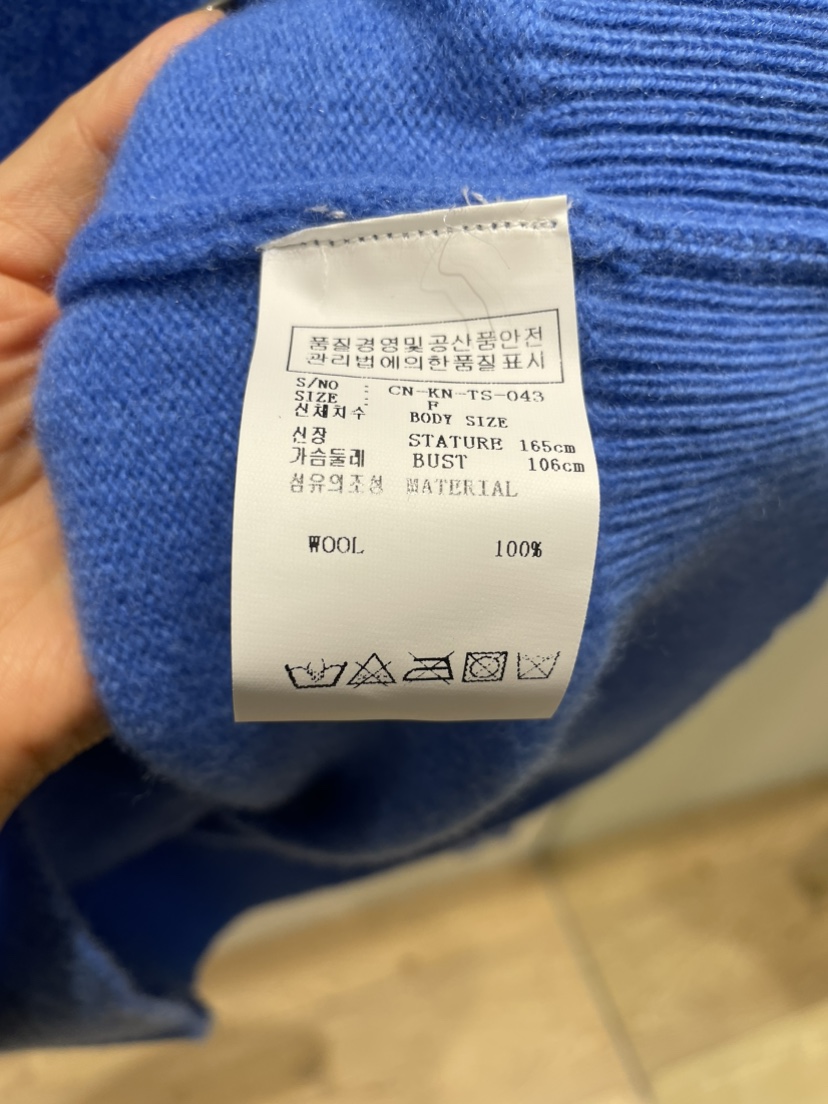 품질경영및공산품안전
관리법에의한품질표시
S/NO : CN-KN-TS-043
SIZE : F
신체치수 BODY SIZE
신장 STATURE 165cm
가슴둘레 BUST 106cm
섬유의조성 MATERIAL
WOOL 100%